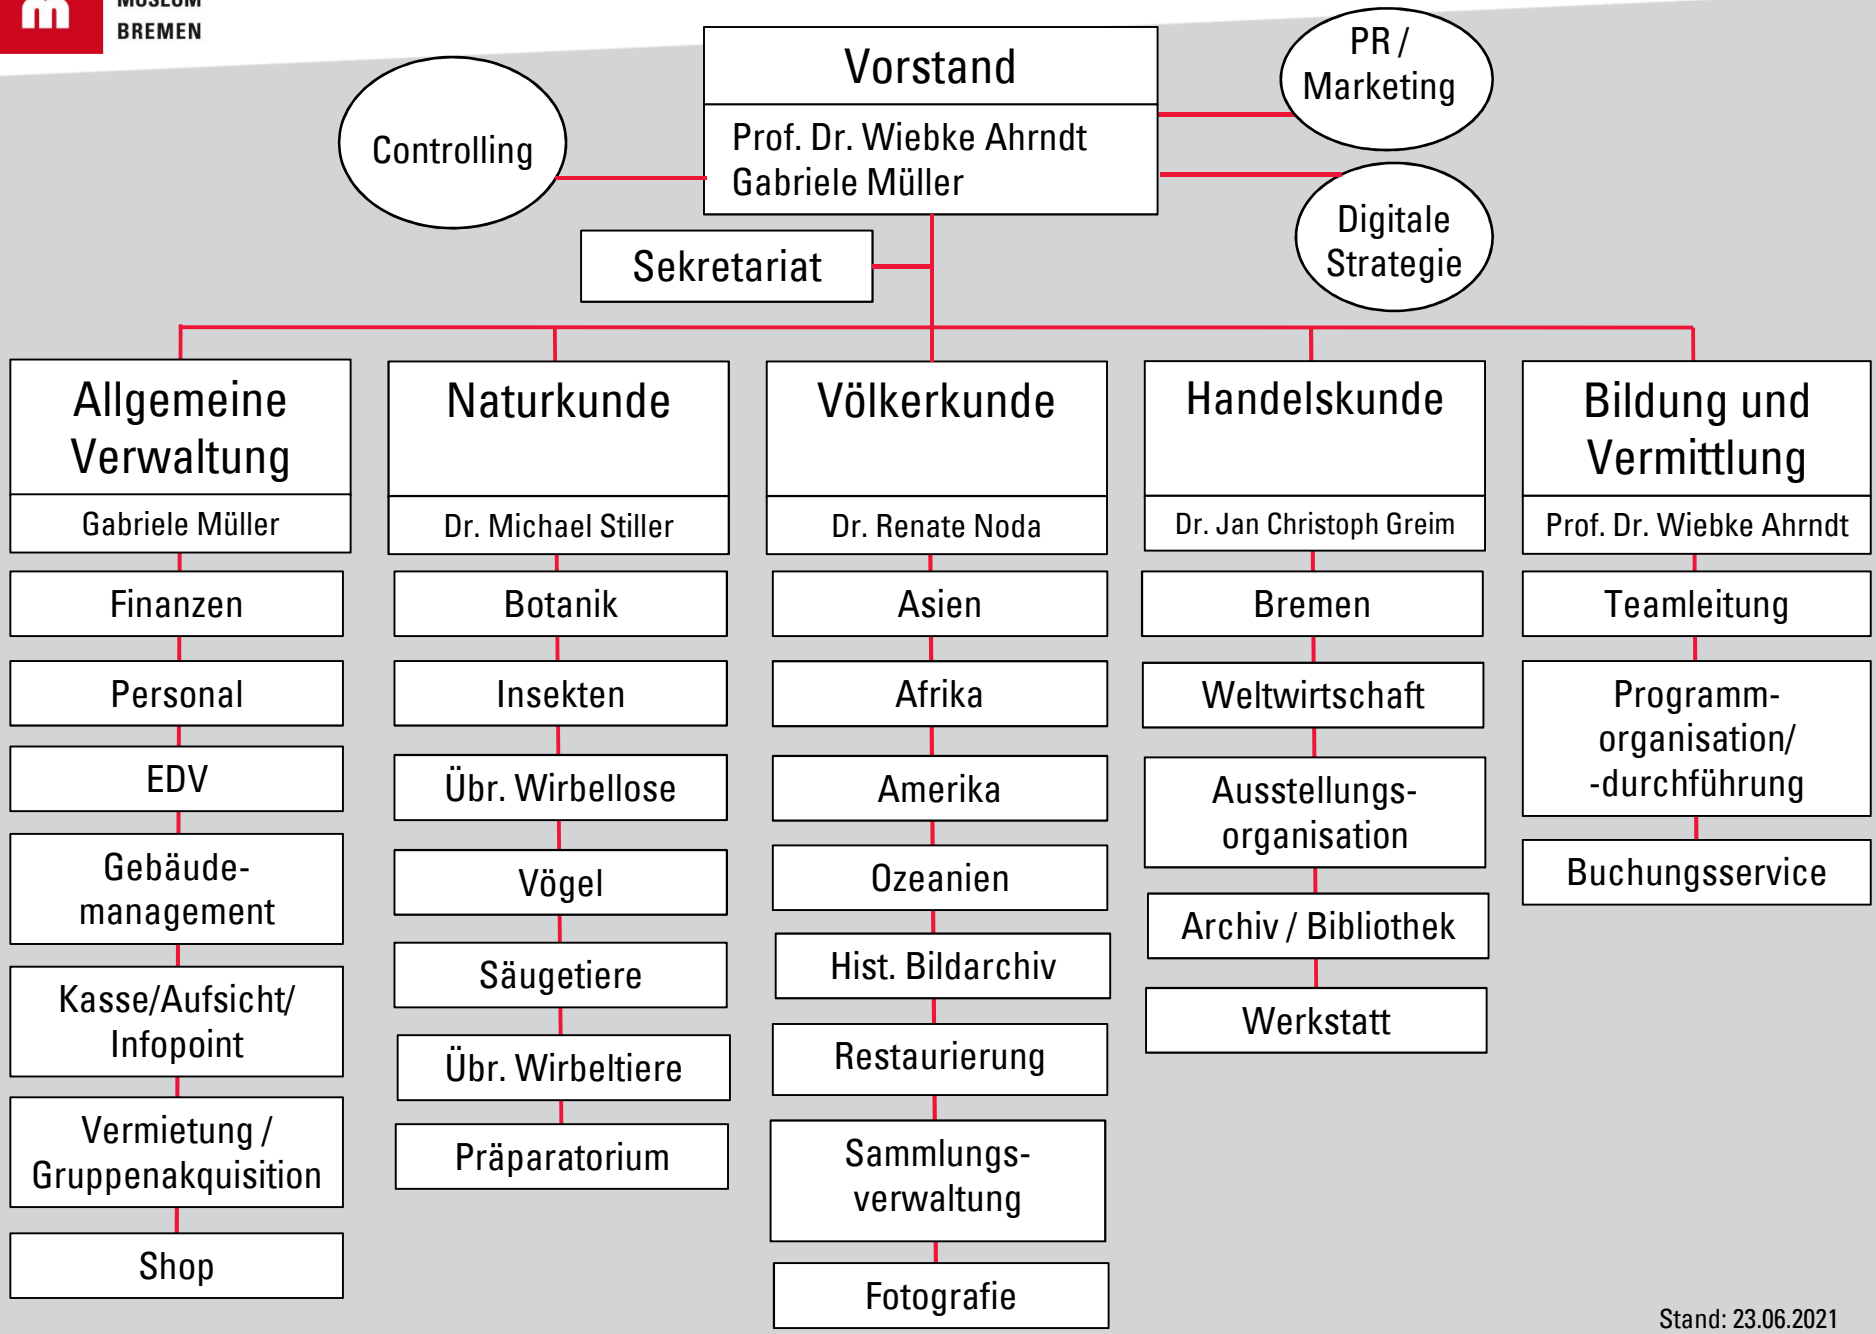 BREMEN
Vorstand
Prof. Dr. Wiebke Ahrndt
Gabriele Müller
Controlling
PR /
Marketing
Digitale
Strategie
Sekretariat
Allgemeine
Verwaltung
Gabriele Müller
Finanzen
Personal
EDV
Gebäude-
management
Kasse/Aufsicht/
Infopoint
Vermietung /
Gruppenakquisition
Shop
Naturkunde
Dr. Michael Stiller
Botanik
Insekten
Übr. Wirbellose
Vögel
Säugetiere
Übr. Wirbeltiere
Präparatorium
Völkerkunde
Dr. Renate Noda
Asien
Afrika
Amerika
Ozeanien
Hist. Bildarchiv
Restaurierung
Sammlungs-
verwaltung
Fotografie
Handelskunde
Dr. Jan Christoph Greim
Bremen
Weltwirtschaft
Ausstellungs-
organisation
Archiv / Bibliothek
Werkstatt
Bildung und
Vermittlung
Prof. Dr. Wiebke Ahrndt
Teamleitung
Programm-
organisation/
-durchführung
Buchungsservice
Stand: 23.06.2021